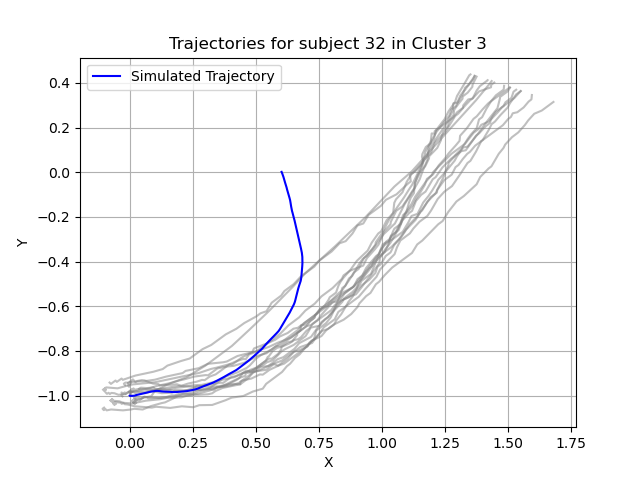 Trajectories for subject 32 in Cluster 3
Simulated Trajectory
Y
0.4
0.2
0.0
−0.2
−0.4
−0.6
−0.8
−1.0
0.00 0.25 0.50 0.75 1.00 1.25 1.50 1.75
X